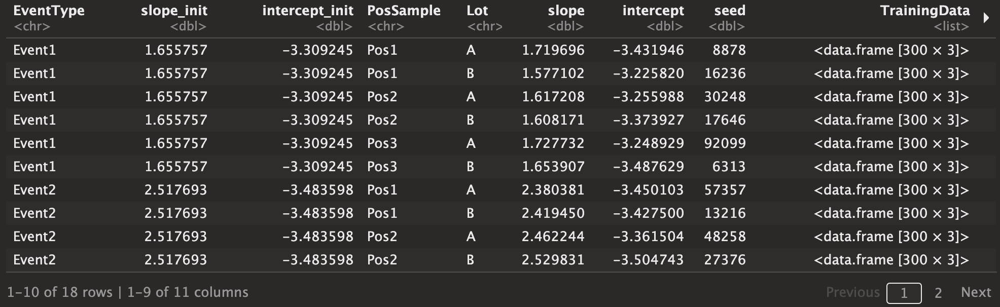 EventType slope_init intercept_init PosSample Lot slope intercept seed TrainingData
<chr> <dbl> <dbl> <chr> <chr> <dbl> <dbl> <dbl> <list>
Event1 1.655757 −3.309245 Pos1 A 1.719696 −3.431946 8878 <data.frame [300 × 3]>
Event1 1.655757 −3.309245 Pos1 B 1.577102 −3.225820 16236 <data.frame [300 × 3]>
Event1 1.655757 −3.309245 Pos2 A 1.617208 −3.255988 30248 <data.frame [300 × 3]>
Event1 1.655757 −3.309245 Pos2 B 1.608171 −3.373927 17646 <data.frame [300 × 3]>
Event1 1.655757 −3.309245 Pos3 A 1.727732 −3.248929 92099 <data.frame [300 × 3]>
Event1 1.655757 −3.309245 Pos3 B 1.653907 −3.487629 6313 <data.frame [300 × 3]>
Event2 2.517693 −3.483598 Pos1 A 2.380381 −3.450103 57357 <data.frame [300 × 3]>
Event2 2.517693 −3.483598 Pos1 B 2.419450 −3.427500 13216 <data.frame [300 × 3]>
Event2 2.517693 −3.483598 Pos2 A 2.462244 −3.361504 48258 <data.frame [300 × 3]>
Event2 2.517693 −3.483598 Pos2 B 2.529831 −3.504743 27376 <data.frame [300 × 3]>
1–10 of 18 rows | 1–9 of 11 columns Previous 1 2 Next